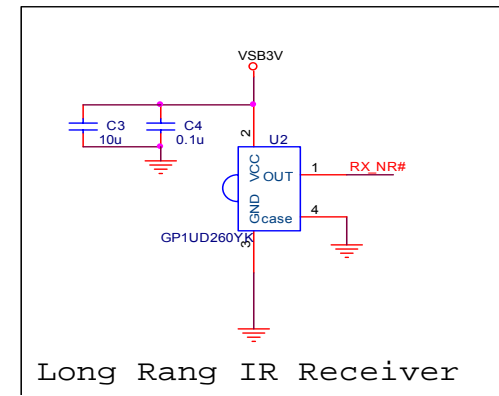 VSB3V
C3
10u
C4
0.1u
2
U2
VCC
OUT
1
RX_NR#
GND
case
4
GP1UD260YK
3
Long Rang IR Receiver